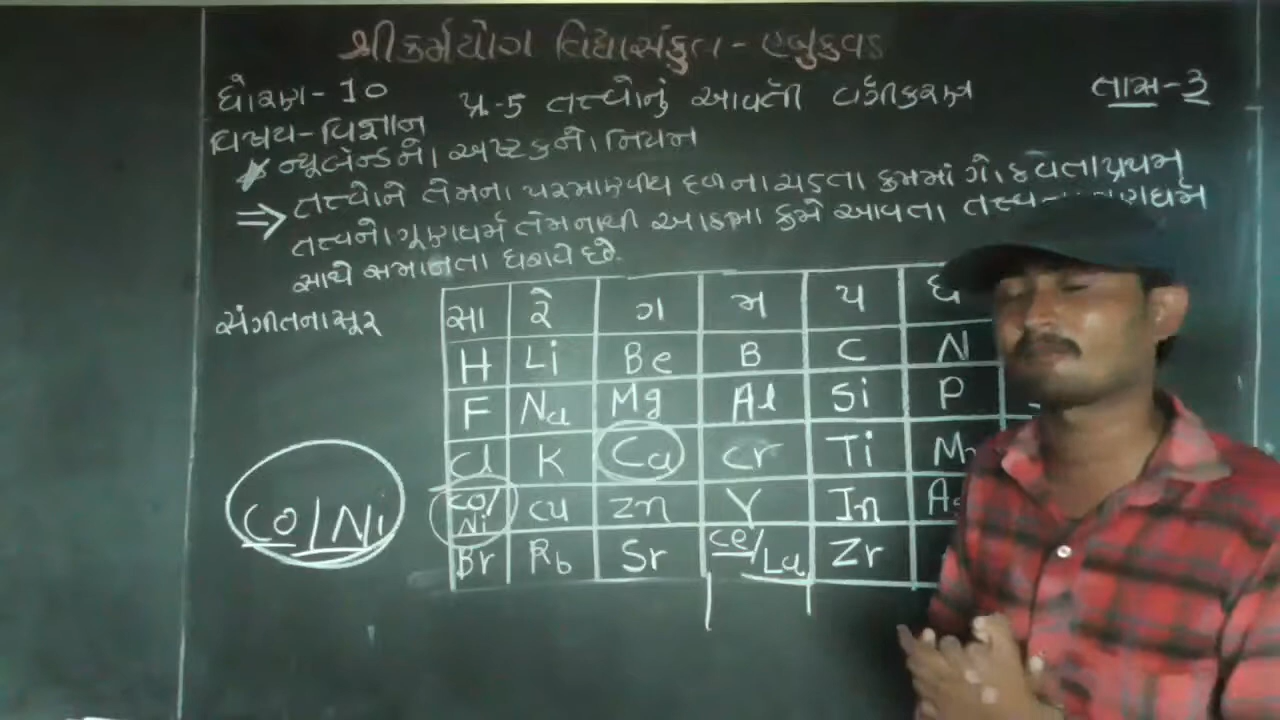 શ્રી કર્મયોગ વિદ્યાસંકુલ - એબુકવડ
ધોરણ - 10
પ્ર-5 તત્ત્વોનું આવર્તી વર્ગીકરણ
તાસ-3
વિષય - વિજ્ઞાન
* ન્યૂલેન્ડનો અષ્ટકનો નિયમ
⇒ તત્ત્વોને તેમના પરમાણ્વીય દળના ચડતા ક્રમમાં ગોઠવતા પ્રથમ
તત્ત્વનો ગૂણધર્મ તેમનાથી આઠમા ક્રમે આવતા
સાથે સમાનતા ધરાવે છે.
સંગીતના સૂર
સા રે ગ મ પ ધ
H Li Be B C N
F Na Mg Al Si P
Cl K Ca Cr Ti
Co/Ni Cu Zn Y In
Br Rb Sr Ce/La Zr
Co/Ni